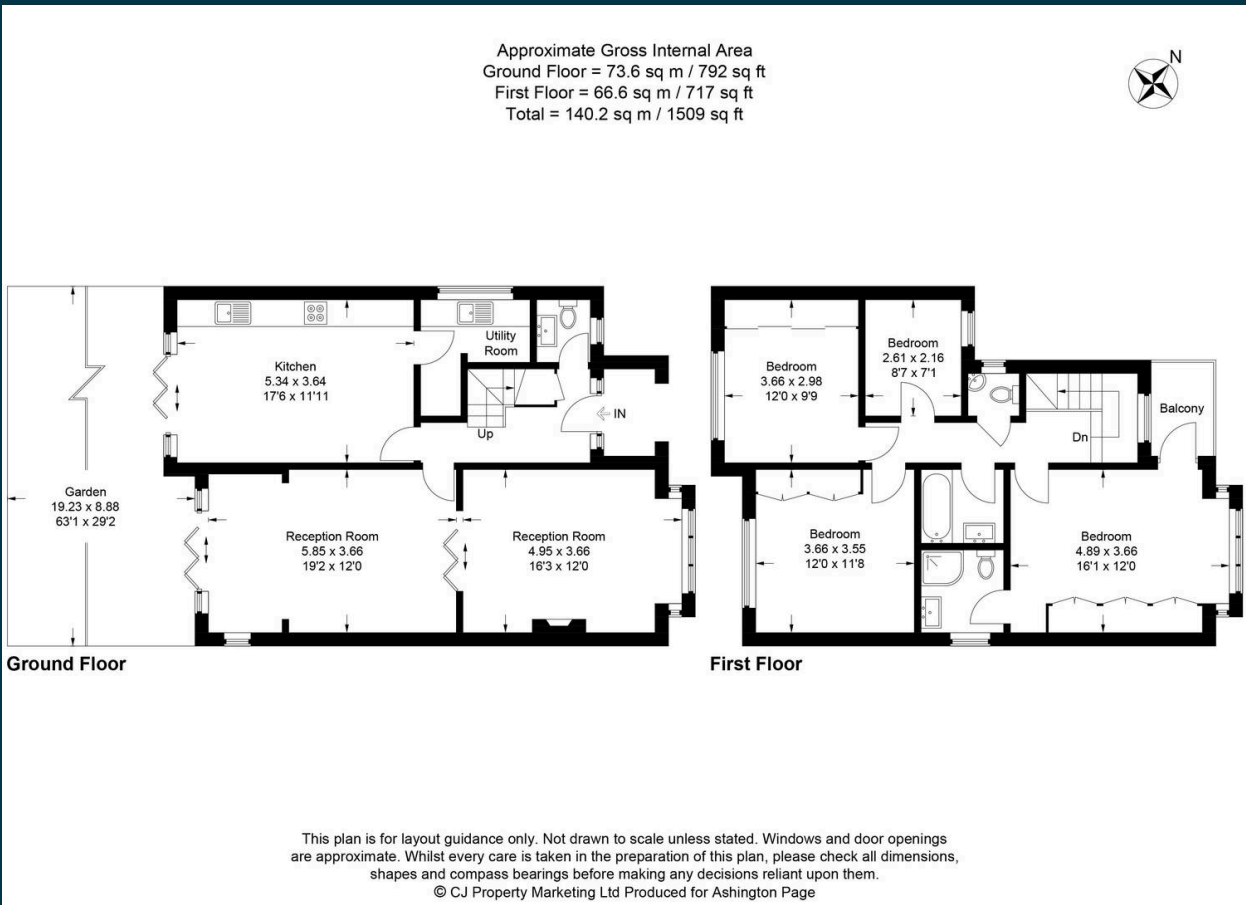 Approximate Gross Internal Area
Ground Floor = 73.6 sq m / 792 sq ft
First Floor = 66.6 sq m / 717 sq ft
Total = 140.2 sq m / 1509 sq ft
N
Kitchen
5.34 x 3.64
17'6 x 11'11
Utility
Room
Up
IN
Garden
19.23 x 8.88
63'1 x 29'2
Reception Room
5.85 x 3.66
19'2 x 12'0
Reception Room
4.95 x 3.66
16'3 x 12'0
Ground Floor
Bedroom
3.66 x 2.98
12'0 x 9'9
Bedroom
2.61 x 2.16
8'7 x 7'1
Dn
Balcony
Bedroom
3.66 x 3.55
12'0 x 11'8
Bedroom
4.89 x 3.66
16'1 x 12'0
First Floor
This plan is for layout guidance only. Not drawn to scale unless stated. Windows and door openings
are approximate. Whilst every care is taken in the preparation of this plan, please check all dimensions,
shapes and compass bearings before making any decisions reliant upon them.
© CJ Property Marketing Ltd Produced for Ashington Page